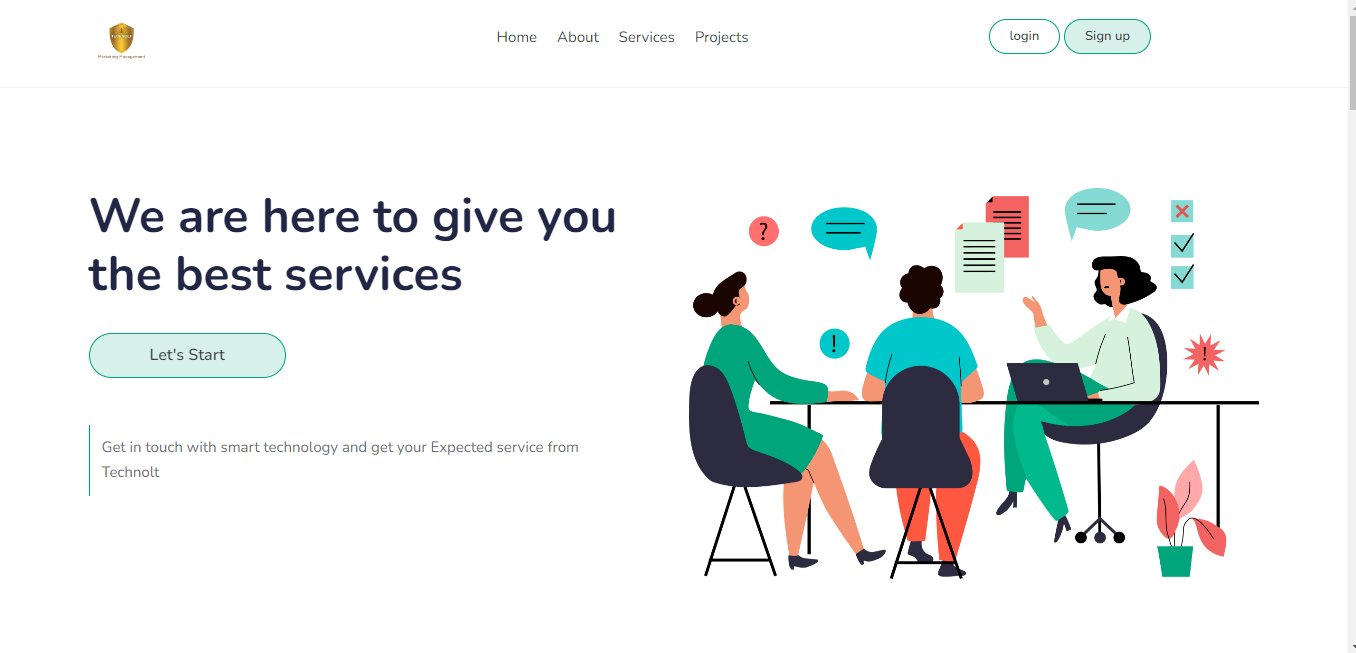 Marketing Management
Home About Services Projects
login Sign up
We are here to give you
the best services
Let's Start
Get in touch with smart technology and get your Expected service from
Technolt
?
!
!